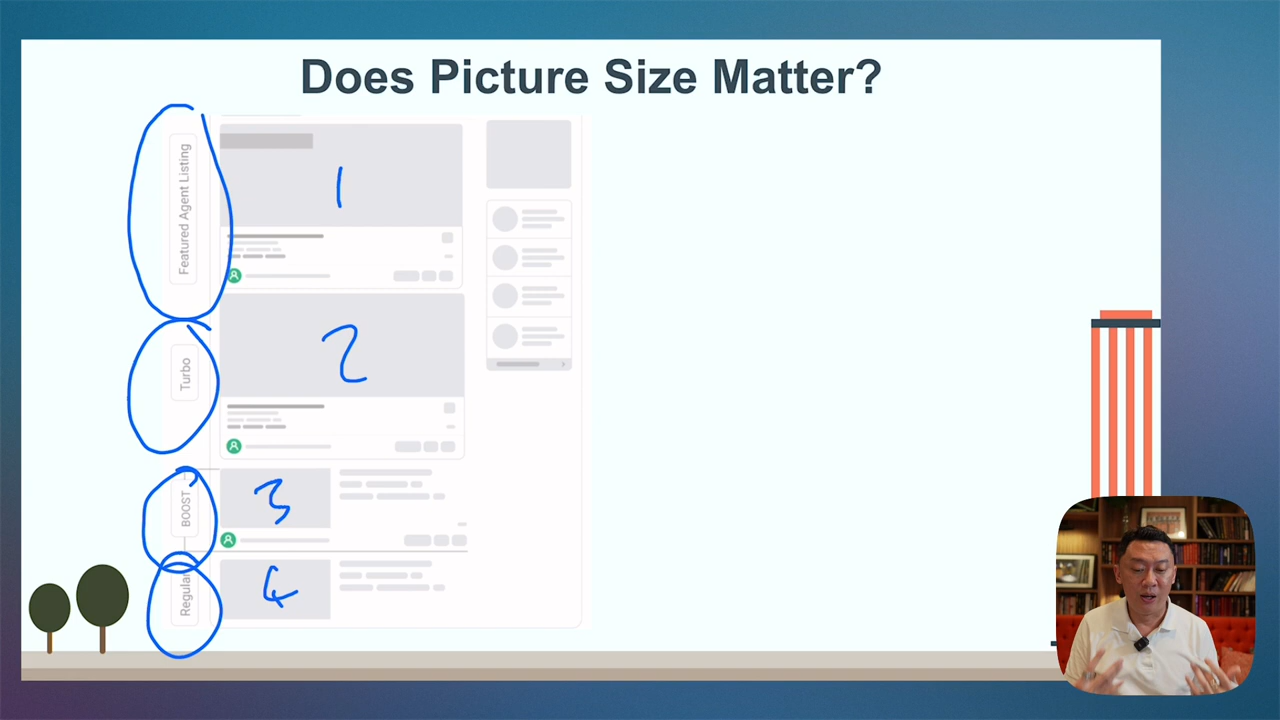 Does Picture Size Matter?
Featured Agent Listing
1
Turbo
2
BOOST
3
Regular
4